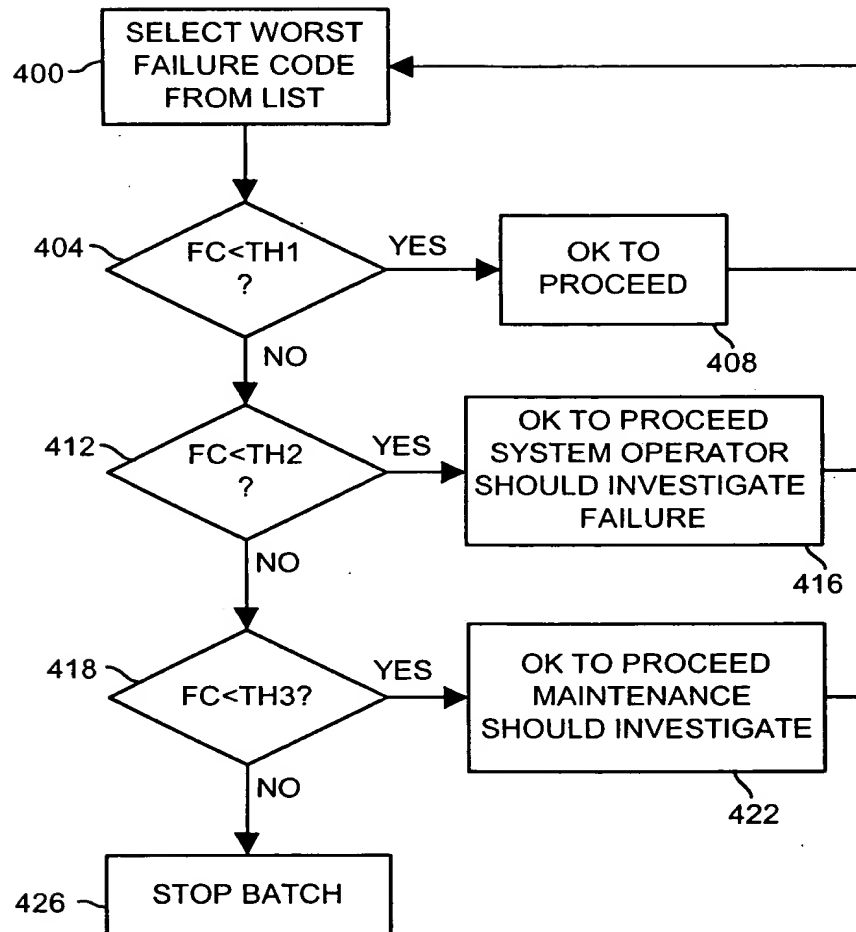 SELECT WORST
FAILURE CODE
FROM LIST
400
404
FC<TH1
?
YES
OK TO
PROCEED
408
NO
412
FC<TH2
?
YES
OK TO PROCEED
SYSTEM OPERATOR
SHOULD INVESTIGATE
FAILURE
416
NO
418
FC<TH3?
YES
OK TO PROCEED
MAINTENANCE
SHOULD INVESTIGATE
422
NO
426
STOP BATCH